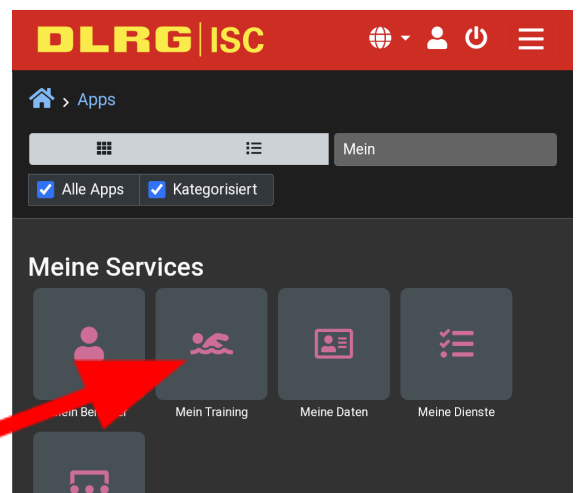 DLRG ISC
Apps
Mein
Alle Apps Kategorisiert
Meine Services
Mein Training Meine Daten Meine Dienste